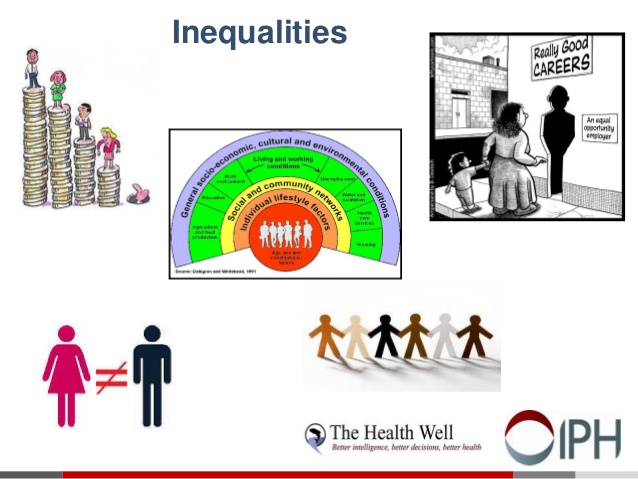 Inequalities
Really Good
CAREERS
An equal
opportunity
employer
General socio-economic, cultural and environmental conditions
Living and working
conditions
Work
environment
Unemployment
Education
Water and
sanitation
Social and community networks
Individual lifestyle factors
Agriculture
and food
production
Health
care
services
Housing
Age, sex and
constitutional
factors
Source: Dahlgren and Whitehead, 1991
≠
The Health Well
Better intelligence, better decisions, better health
IPH